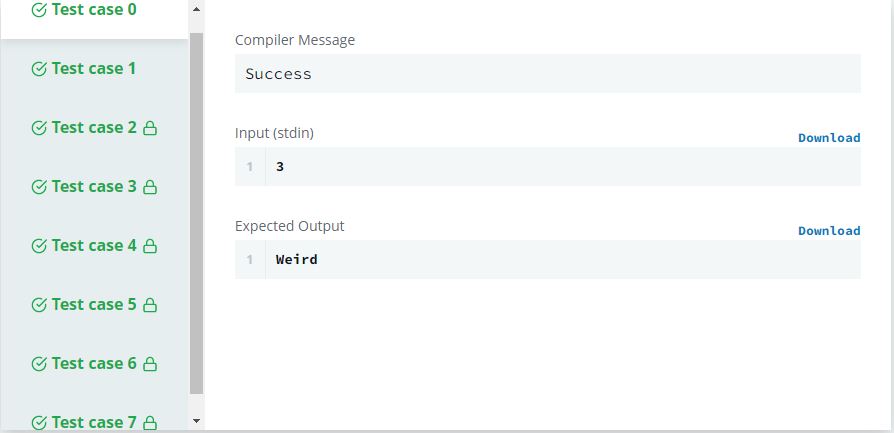 Test case 0
Test case 1
Test case 2
Test case 3
Test case 4
Test case 5
Test case 6
Test case 7
Compiler Message
Success
Input (stdin)
Download
1 3
Expected Output
Download
1 Weird